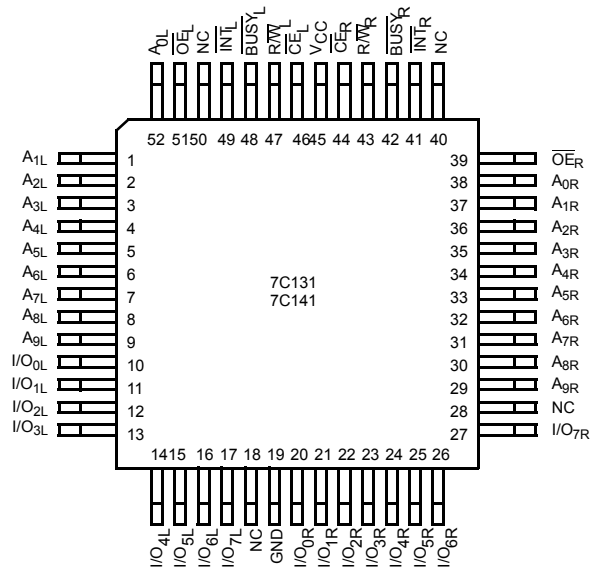 A0L
OEL
NC
INTL
BUSYL
R/WL
CEL
VCC
CER
R/WR
BUSYR
INTR
NC
52 51 50 49 48 47 46 45 44 43 42 41 40
A1L 1 39 OER
A2L 2 38 A0R
A3L 3 37 A1R
A4L 4 36 A2R
A5L 5 35 A3R
A6L 6 34 A4R
7C131
A7L 7 33 A5R
7C141
A8L 8 32 A6R
A9L 9 31 A7R
I/O0L 10 30 A8R
I/O1L 11 29 A9R
I/O2L 12 28 NC
I/O3L 13 27 I/O7R
14 15 16 17 18 19 20 21 22 23 24 25 26
I/O4L
I/O5L
I/O6L
I/O7L
NC
GND
I/O0R
I/O1R
I/O2R
I/O3R
I/O4R
I/O5R
I/O6R